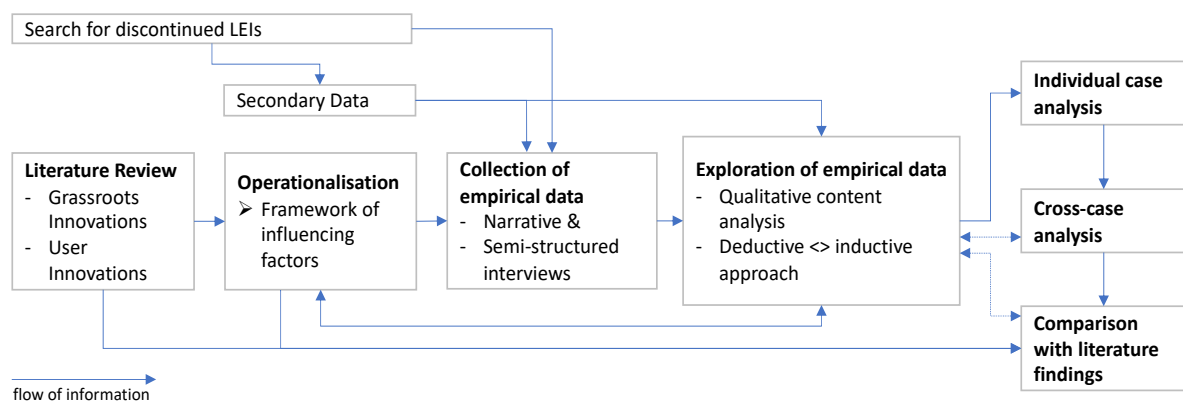 Search for discontinued LEIs
Secondary Data
Literature Review
- Grassroots
Innovations
- User
Innovations
Operationalisation
➢ Framework of
influencing
factors
Collection of
empirical data
- Narrative &
- Semi-structured
interviews
Exploration of empirical data
- Qualitative content
analysis
- Deductive <> inductive
approach
Individual case
analysis
Cross-case
analysis
Comparison
with literature
findings
flow of information